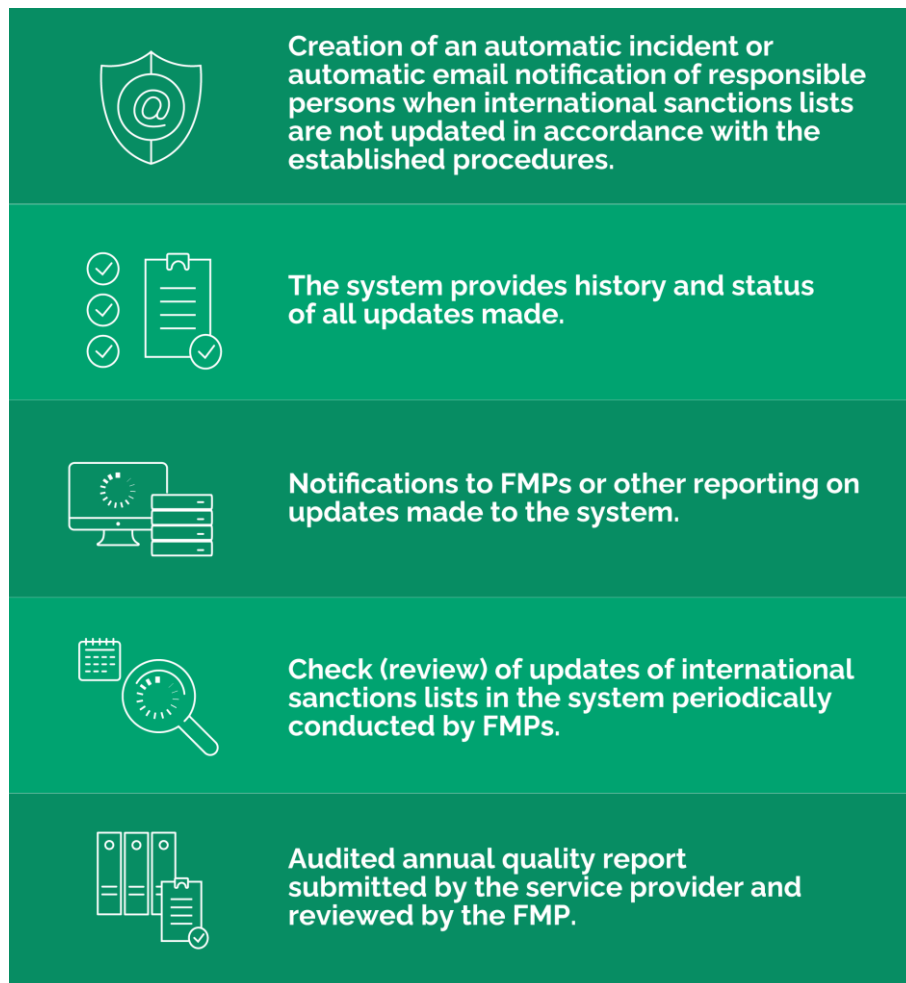 Creation of an automatic incident or
automatic email notification of responsible
persons when international sanctions lists
are not updated in accordance with the
established procedures.
The system provides history and status
of all updates made.
Notifications to FMPs or other reporting on
updates made to the system.
Check (review) of updates of international
sanctions lists in the system periodically
conducted by FMPs.
Audited annual quality report
submitted by the service provider and
reviewed by the FMP.